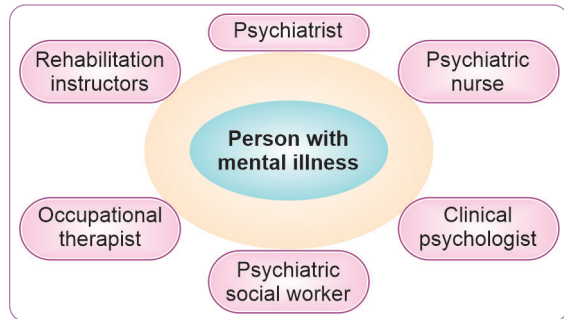 Psychiatrist
Rehabilitation
instructors
Psychiatric
nurse
Person with
mental illness
Occupational
therapist
Clinical
psychologist
Psychiatric
social worker